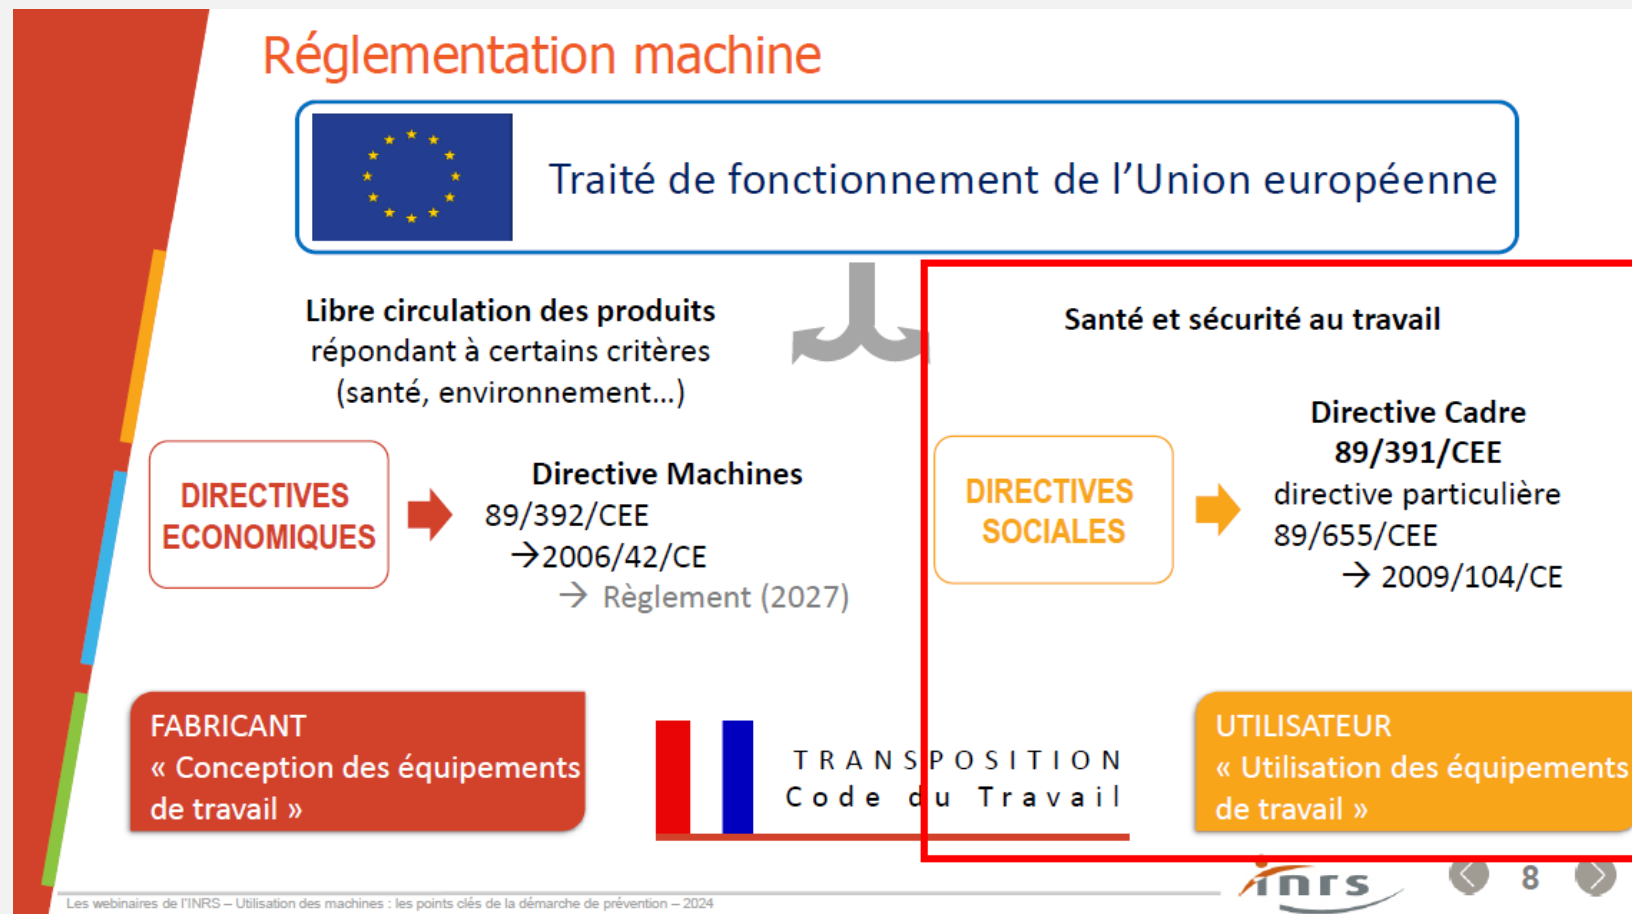 Réglementation machine
Traité de fonctionnement de l'Union européenne
Libre circulation des produits
répondant à certains critères
(santé, environnement...)
DIRECTIVES
ECONOMIQUES
Directive Machines
89/392/CEE
→2006/42/CE
→ Règlement (2027)
Santé et sécurité au travail
DIRECTIVES
SOCIALES
Directive Cadre
89/391/CEE
directive particulière
89/655/CEE
→ 2009/104/CE
FABRICANT
« Conception des équipements
de travail »
TRANSPOSITION
Code du Travail
UTILISATEUR
« Utilisation des équipements
de travail »
inrs
8
Les webinaires de l'INRS – Utilisation des machines : les points clés de la démarche de prévention – 2024